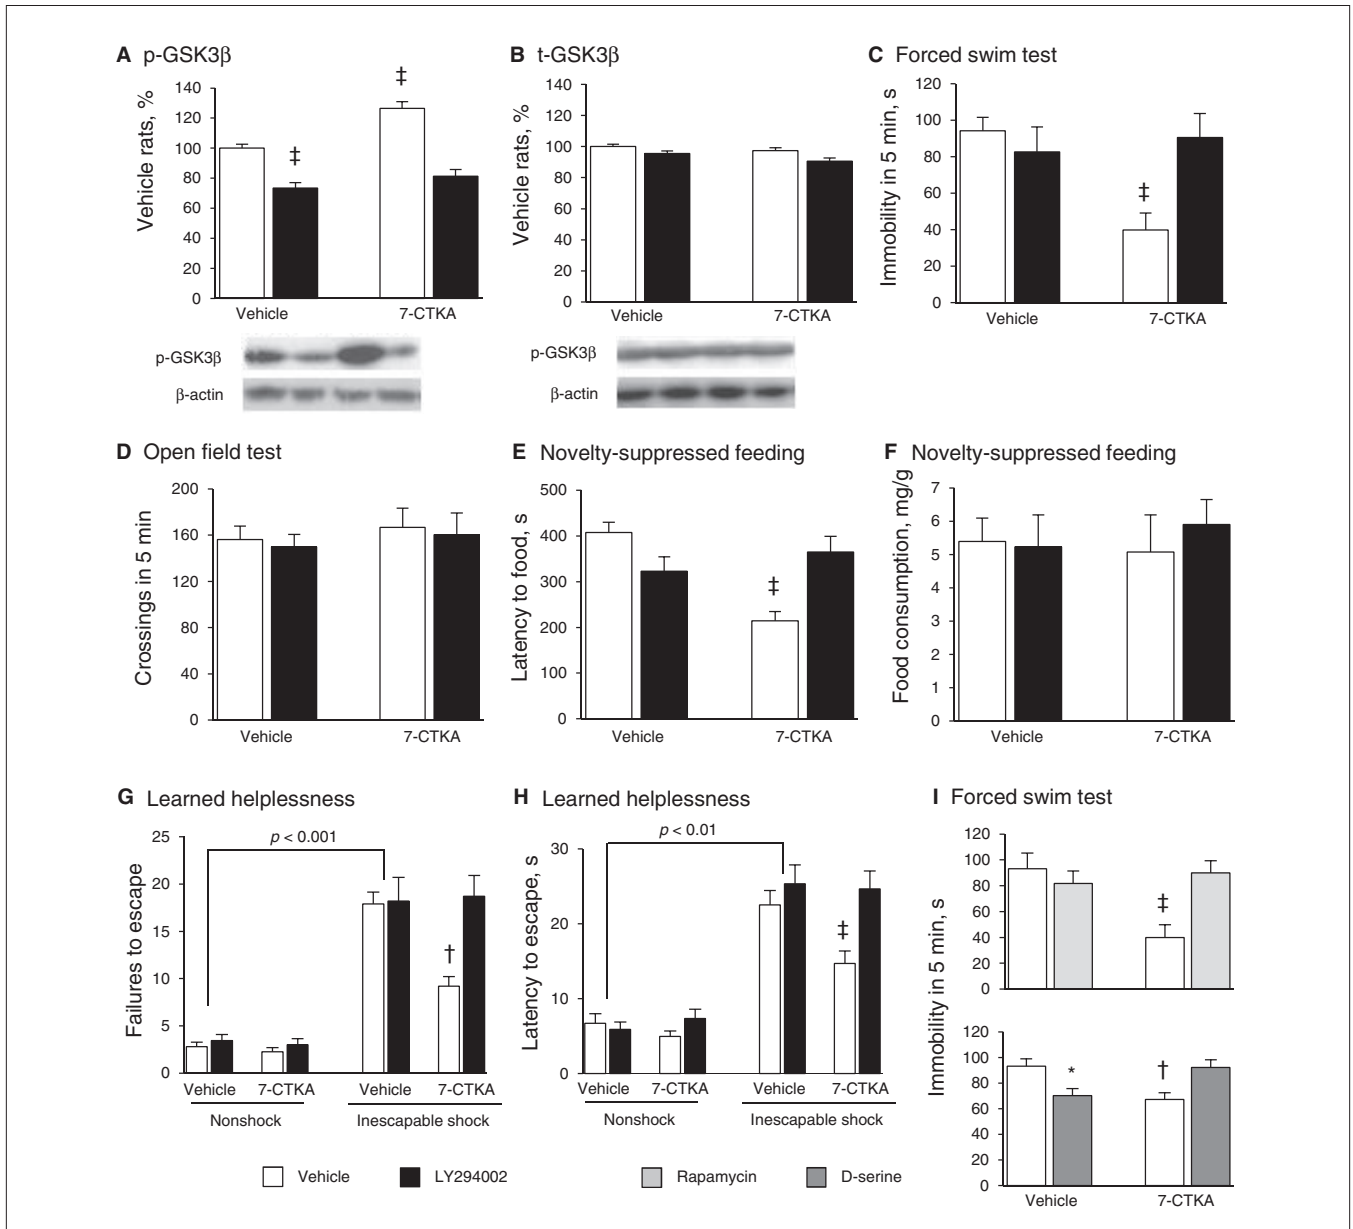 A p-GSK3β
Vehicle rats, %
140
120
100
80
60
40
20
0
‡
‡
Vehicle
7-CTKA
p-GSK3β
β-actin
B t-GSK3β
Vehicle rats, %
140
120
100
80
60
40
20
0
Vehicle
7-CTKA
p-GSK3β
β-actin
C Forced swim test
Immobility in 5 min, s
120
100
80
60
40
20
0
‡
Vehicle
7-CTKA
D Open field test
Crossings in 5 min
200
160
120
80
40
0
Vehicle
7-CTKA
E Novelty-suppressed feeding
Latency to food, s
500
400
300
200
100
0
‡
Vehicle
7-CTKA
F Novelty-suppressed feeding
Food consumption, mg/g
7
6
5
4
3
2
1
0
Vehicle
7-CTKA
G Learned helplessness
Failures to escape
25
20
15
10
5
0
p < 0.001
†
Vehicle 7-CTKA Vehicle 7-CTKA
Nonshock Inescapable shock
H Learned helplessness
Latency to escape, s
30
20
10
0
p < 0.01
‡
Vehicle 7-CTKA Vehicle 7-CTKA
Nonshock Inescapable shock
I Forced swim test
Immobility in 5 min, s
120
100
80
60
40
20
0
‡
120
100
80
60
40
20
0
*
†
Vehicle
7-CTKA
Vehicle LY294002 Rapamycin D-serine